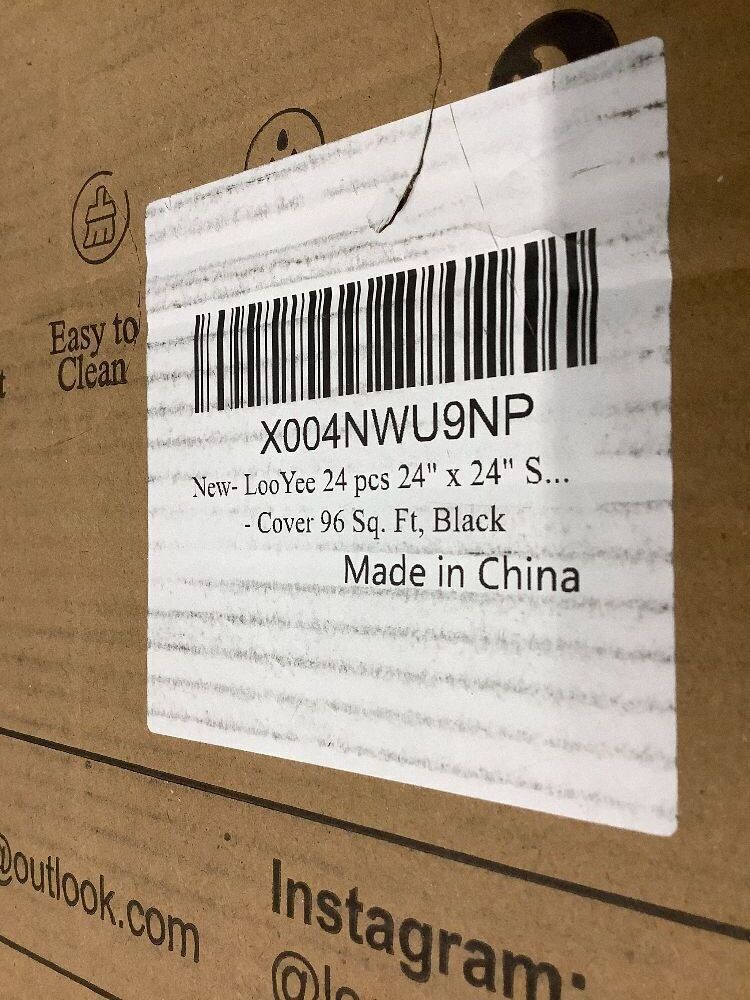 Easy to
Clean
X004NWU9NP
New- LooYee 24 pcs 24" x 24" S...
- Cover 96 Sq. Ft, Black
Made in China
@outlook.com
Instagram: